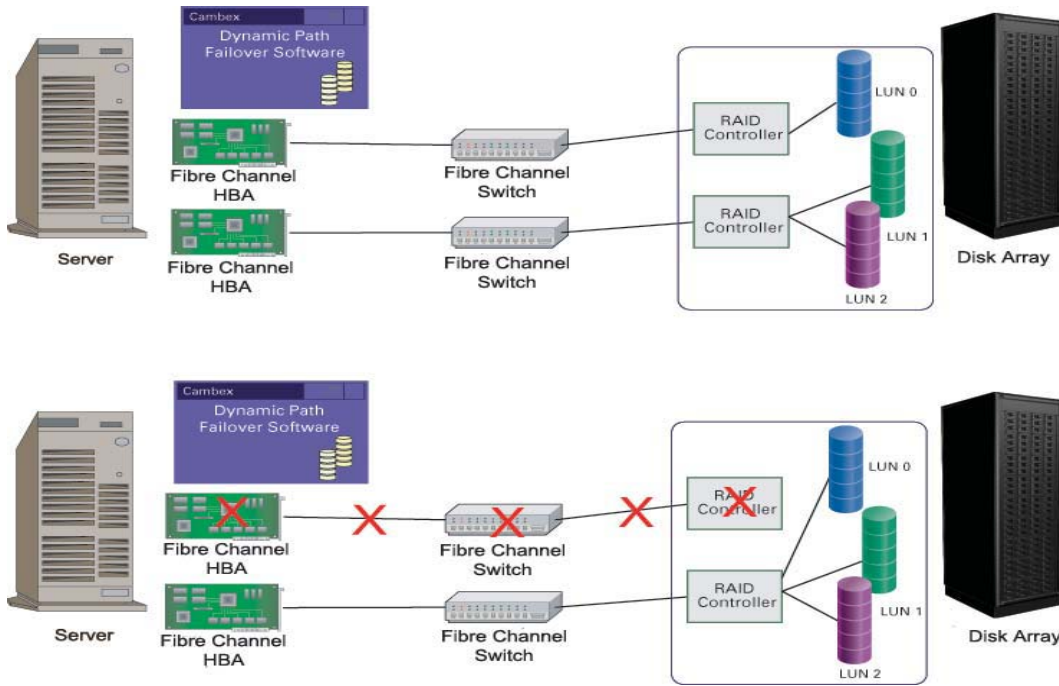 Cambex
Dynamic Path
Failover Software
Fibre Channel
HBA
Fibre Channel
Switch
RAID
Controller
LUN 0
Fibre Channel
HBA
Fibre Channel
Switch
RAID
Controller
LUN 1
LUN 2
Server
Disk Array
Cambex
Dynamic Path
Failover Software
Fibre Channel
HBA
Fibre Channel
Switch
RAID
Controller
LUN 0
Fibre Channel
HBA
Fibre Channel
Switch
RAID
Controller
LUN 1
LUN 2
Server
Disk Array